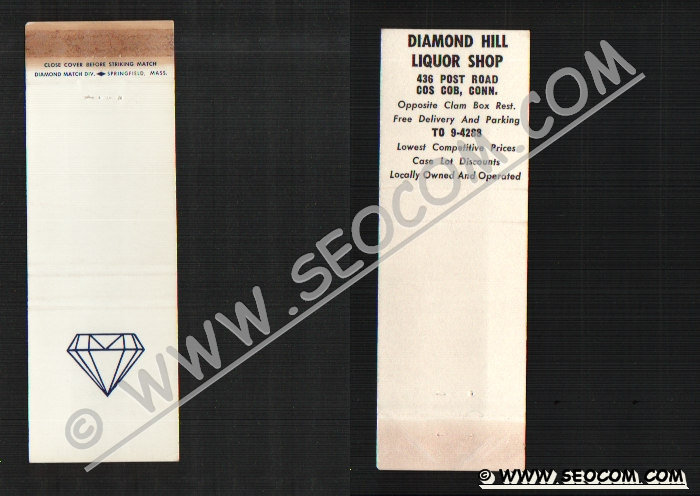 CLOSE COVER BEFORE STRIKING MATCH
DIAMOND MATCH DIV. SPRINGFIELD, MASS.
DIAMOND HILL
LIQUOR SHOP
436 POST ROAD
COS COB, CONN.
Opposite Clam Box Rest.
Free Delivery And Parking
TO 9-4288
Lowest Competitive Prices
Case Lot Discounts
Locally Owned And Operated
© WWW.SEOCOM.COM
© WWW.SEOCOM.COM